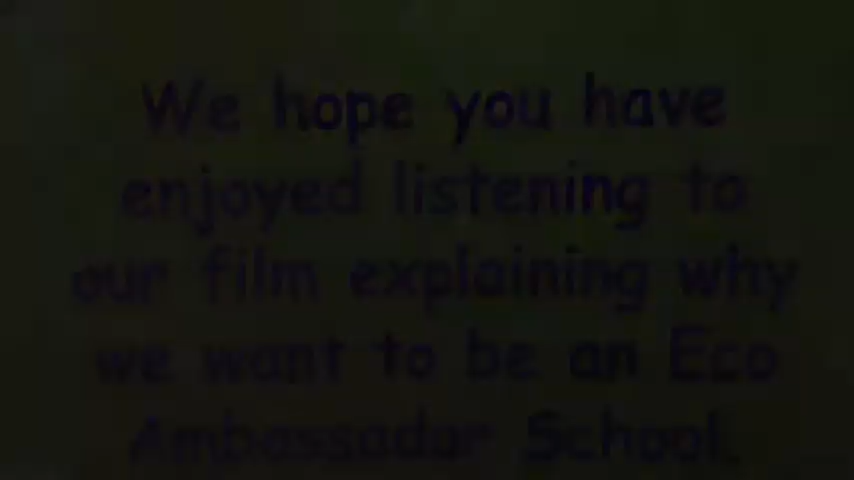 We hope you have
enjoyed listening to
our film explaining why
we want to be an Eco
Ambassador School.